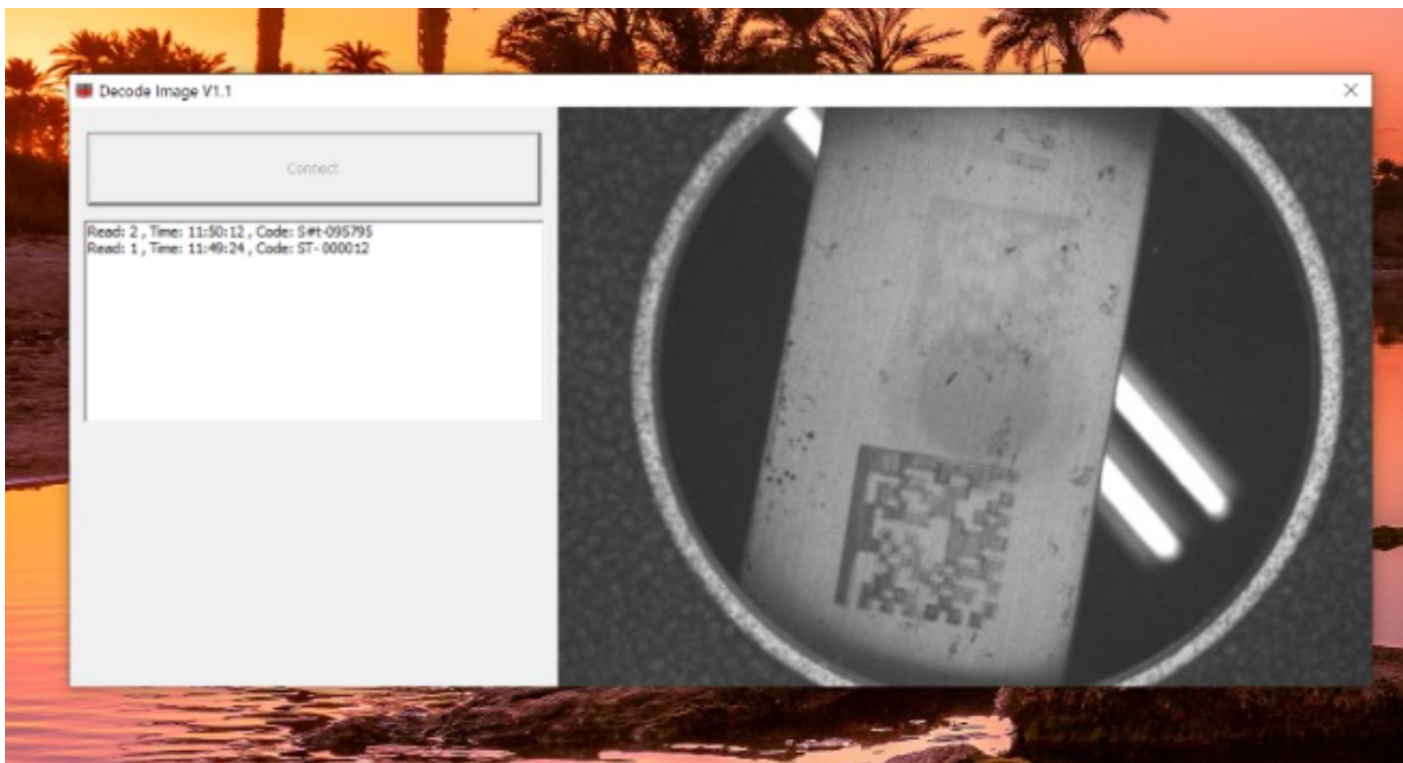 Decode Image V1.1
Connect
Read: 2 , Time: 11:50:12 , Code: S#t-095795
Read: 1 , Time: 11:49:24 , Code: ST- 000012